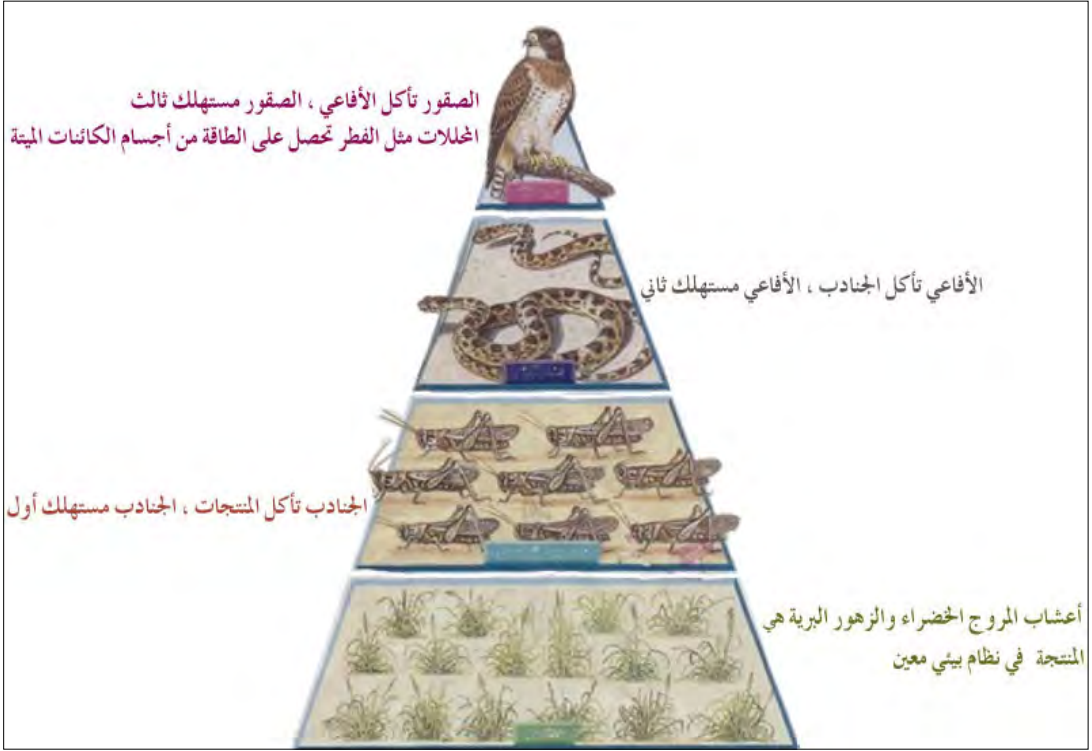 الصقور تأكل الأفاعي ، الصقور مستهلك ثالث
المحللات مثل الفطر تحصل على الطاقة من أجسام الكائنات الميتة
الأفاعي تأكل الجنادب ، الأفاعي مستهلك ثاني
الجنادب تأكل المنتجات ، الجنادب مستهلك أول
أعشاب المروج الخضراء والزهور البرية هي
المنتجة في نظام بيئي معين